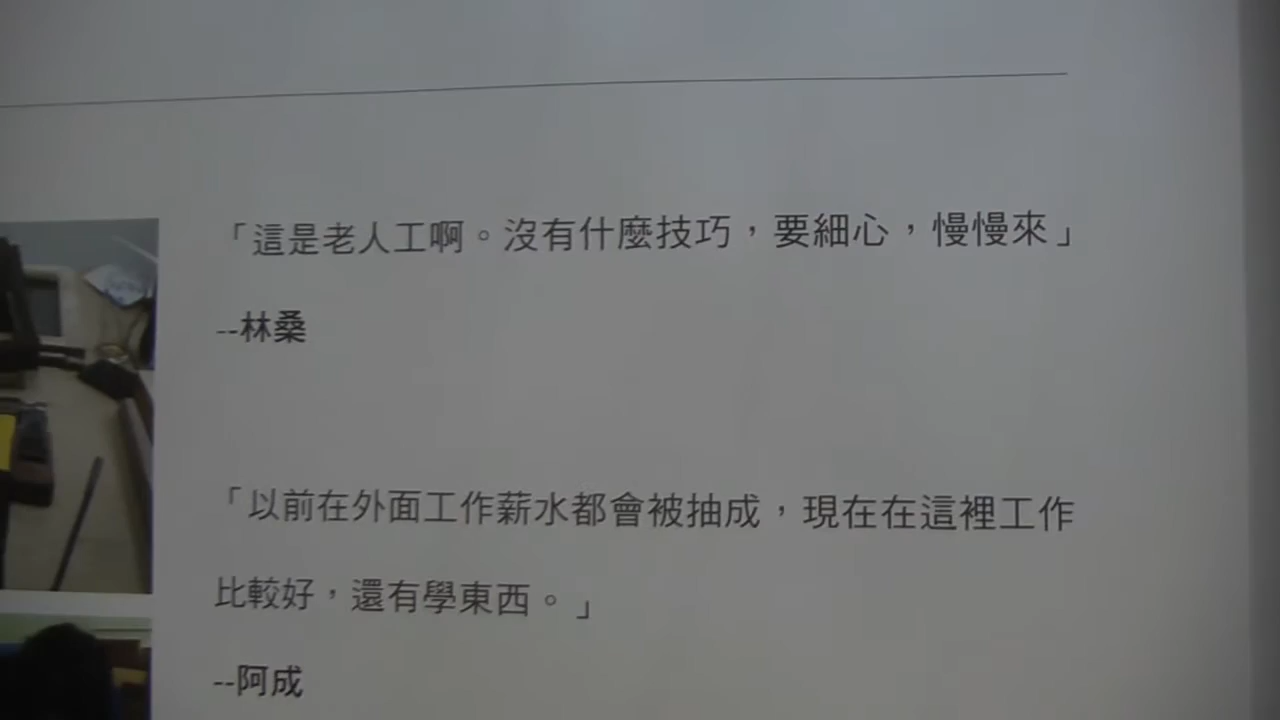 「這是老人工啊。沒有什麼技巧，要細心，慢慢來」
--林桑
「以前在外面工作薪水都會被抽成，現在在這裡工作
比較好，還有學東西。」
--阿成